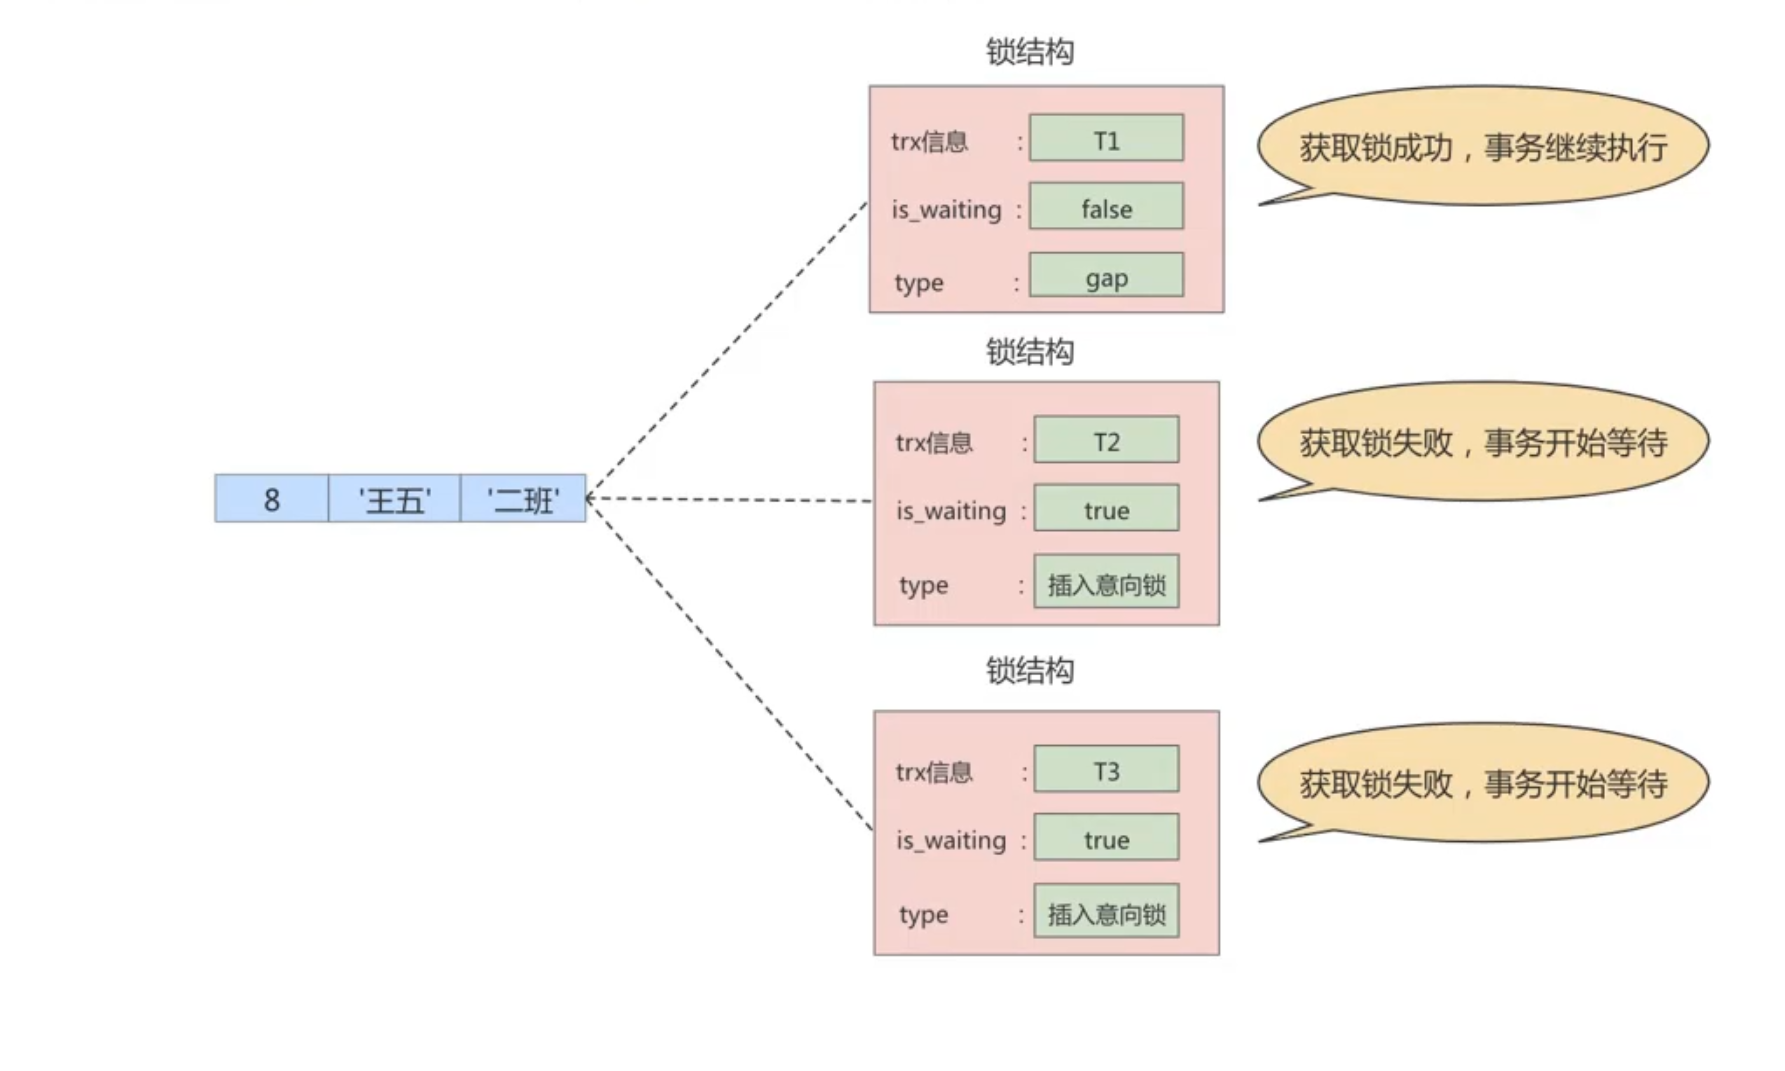 锁结构
trx信息 : T1
is_waiting : false
type : gap
获取锁成功，事务继续执行
锁结构
trx信息 : T2
is_waiting : true
type : 插入意向锁
获取锁失败，事务开始等待
8 '王五' '二班'
锁结构
trx信息 : T3
is_waiting : true
type : 插入意向锁
获取锁失败，事务开始等待